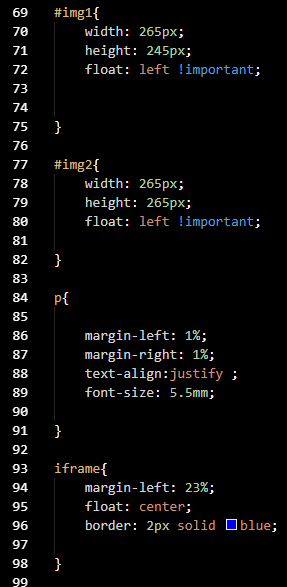 69 #img1{
70 width: 265px;
71 height: 245px;
72 float: left !important;
73
74
75 }
76
77 #img2{
78 width: 265px;
79 height: 265px;
80 float: left !important;
81
82 }
83
84 p{
85
86 margin-left: 1%;
87 margin-right: 1%;
88 text-align:justify ;
89 font-size: 5.5mm;
90
91 }
92
93 iframe{
94 margin-left: 23%;
95 float: center;
96 border: 2px solid blue;
97
98 }
99